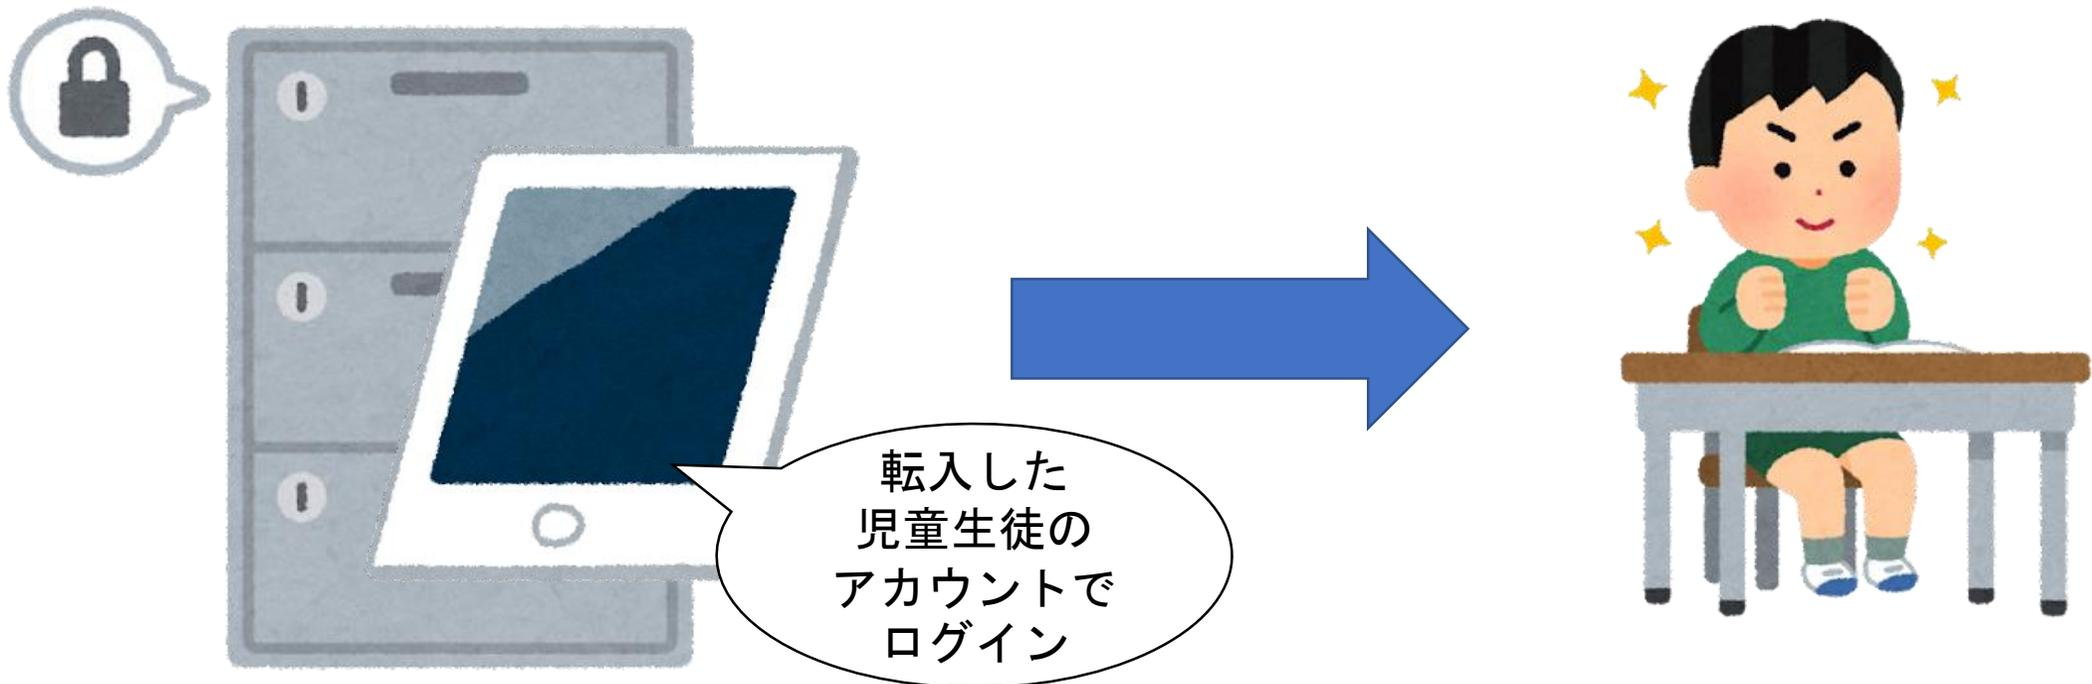 転入した
児童生徒の
アカウントで
ログイン